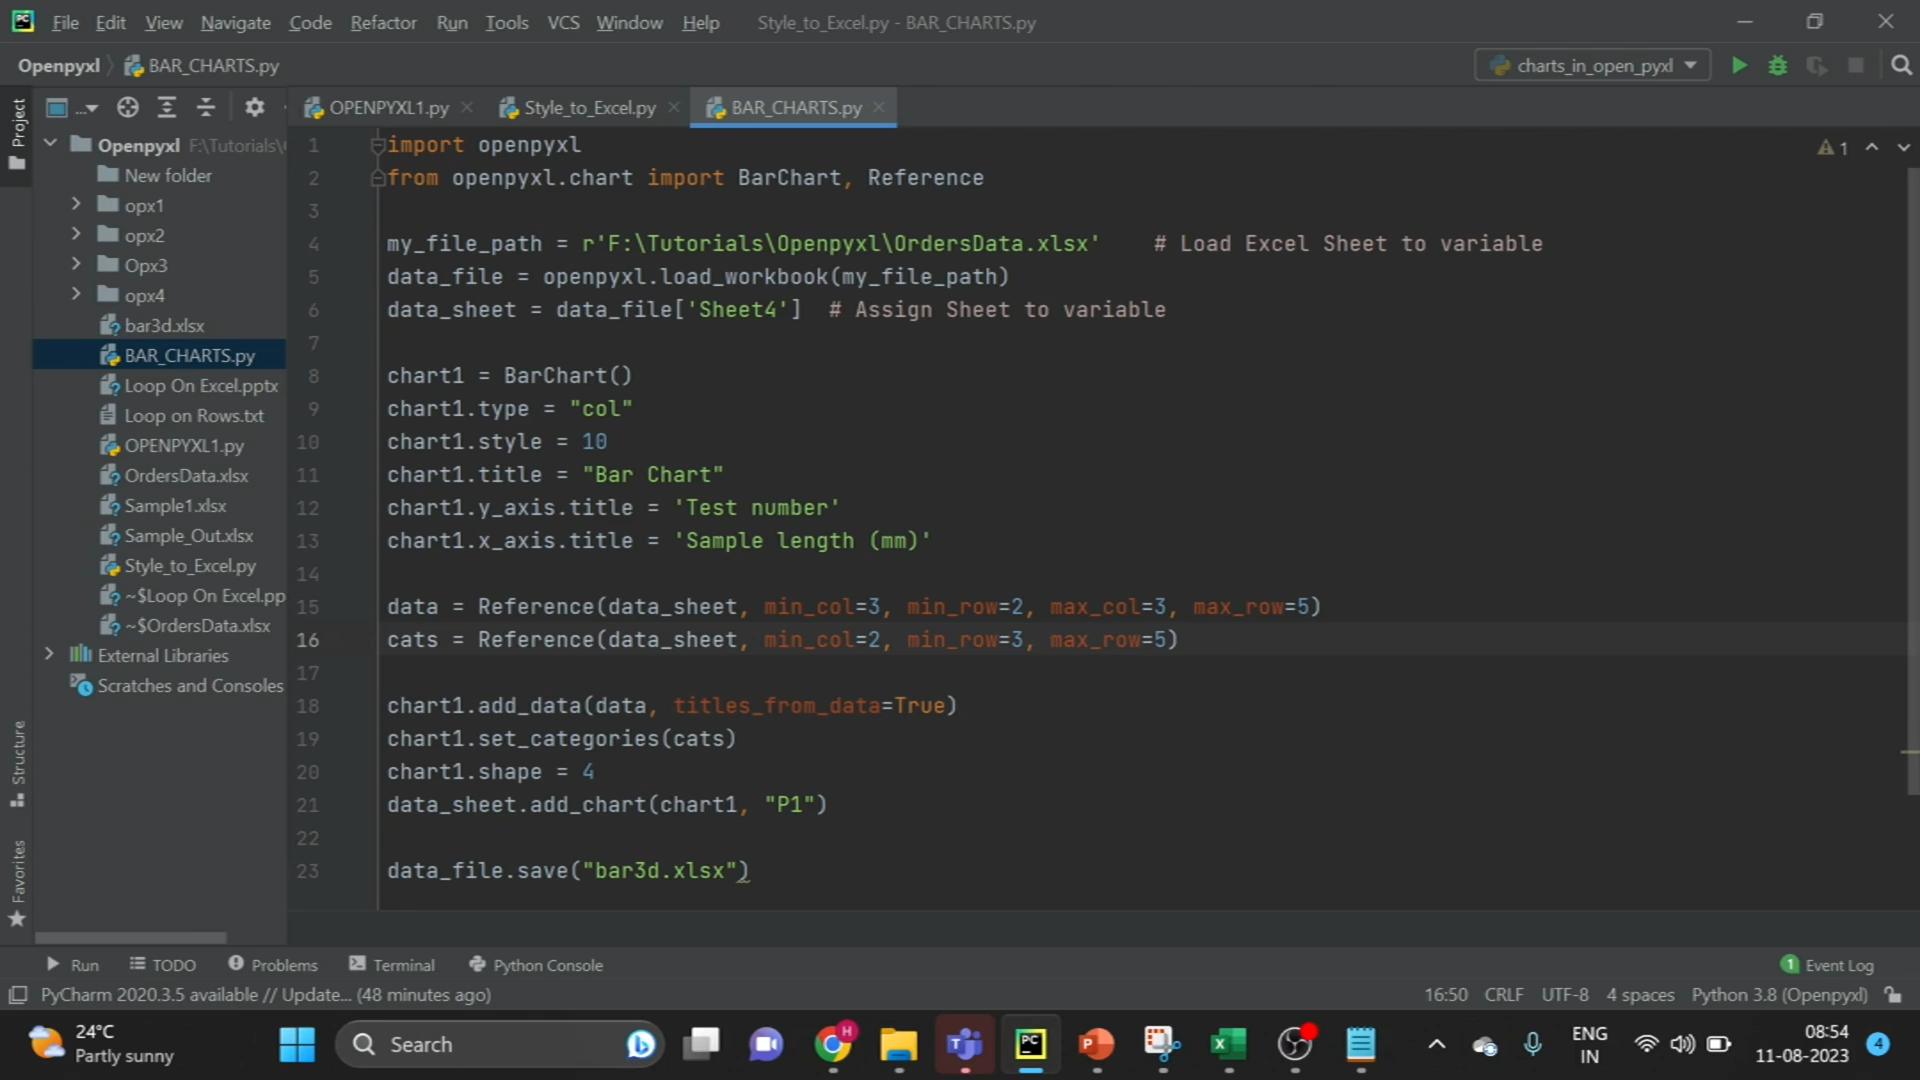 File Edit View Navigate Code Refactor Run Tools VCS Window Help Style_to_Excel.py - BAR_CHARTS.py
Openpyxl BAR_CHARTS.py charts_in_open_pyxl
Project ... OPENPYXL1.py Style_to_Excel.py BAR_CHARTS.py
Openpyxl F:\Tutorials\
New folder
opx1
opx2
Opx3
opx4
bar3d.xlsx
BAR_CHARTS.py
Loop On Excel.pptx
Loop on Rows.txt
OPENPYXL1.py
OrdersData.xlsx
Sample1.xlsx
Sample_Out.xlsx
Style_to_Excel.py
~$Loop On Excel.pp
~$OrdersData.xlsx
External Libraries
Scratches and Consoles
Structure
Favorites
1 import openpyxl
2 from openpyxl.chart import BarChart, Reference
3
4 my_file_path = r'F:\Tutorials\Openpyxl\OrdersData.xlsx' # Load Excel Sheet to variable
5 data_file = openpyxl.load_workbook(my_file_path)
6 data_sheet = data_file['Sheet4'] # Assign Sheet to variable
7
8 chart1 = BarChart()
9 chart1.type = "col"
10 chart1.style = 10
11 chart1.title = "Bar Chart"
12 chart1.y_axis.title = 'Test number'
13 chart1.x_axis.title = 'Sample length (mm)'
14
15 data = Reference(data_sheet, min_col=3, min_row=2, max_col=3, max_row=5)
16 cats = Reference(data_sheet, min_col=2, min_row=3, max_row=5)
17
18 chart1.add_data(data, titles_from_data=True)
19 chart1.set_categories(cats)
20 chart1.shape = 4
21 data_sheet.add_chart(chart1, "P1")
22
23 data_file.save("bar3d.xlsx")
1
Run TODO Problems Terminal Python Console 1 Event Log
PyCharm 2020.3.5 available // Update... (48 minutes ago) 16:50 CRLF UTF-8 4 spaces Python 3.8 (Openpyxl)
24°C
Partly sunny
Search
H
PC
ENG
IN
08:54
11-08-2023
4